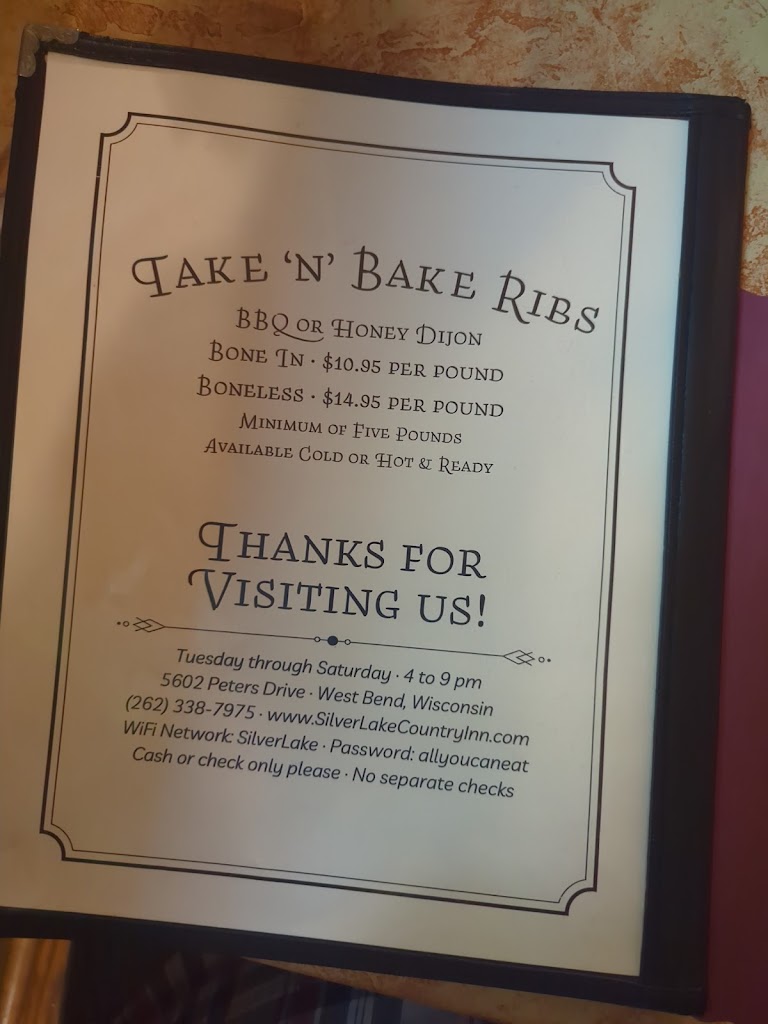 Take 'n' Bake Ribs
BBQ or Honey Dijon
Bone In · $10.95 per pound
Boneless · $14.95 per pound
Minimum of Five Pounds
Available Cold or Hot & Ready
Thanks for
Visiting us!
Tuesday through Saturday · 4 to 9 pm
5602 Peters Drive · West Bend, Wisconsin
(262) 338-7975 · www.SilverLakeCountryInn.com
WiFi Network: SilverLake · Password: allyoucaneat
Cash or check only please · No separate checks